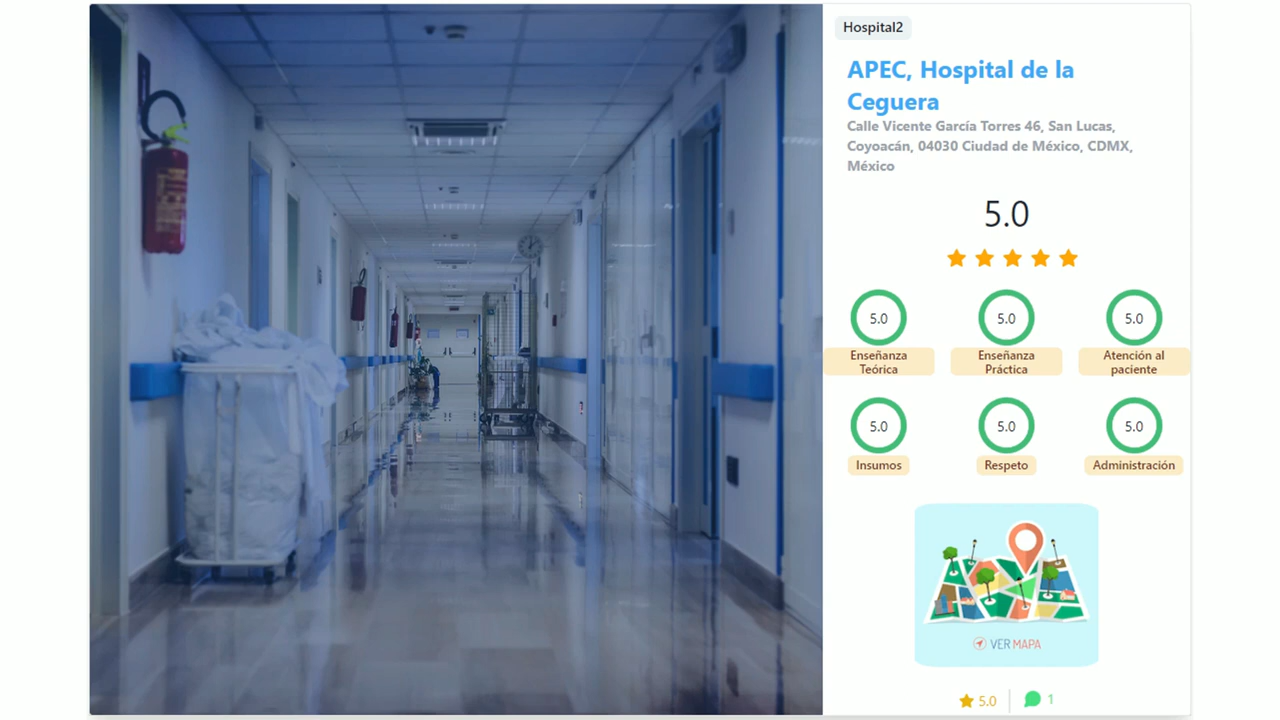 Hospital2
APEC, Hospital de la
Ceguera
Calle Vicente García Torres 46, San Lucas,
Coyoacán, 04030 Ciudad de México, CDMX,
México
5.0
5.0
5.0
5.0
Enseñanza
Teórica
Enseñanza
Práctica
Atención al
paciente
5.0
5.0
5.0
Insumos
Respeto
Administración
VER MAPA
5.0
1